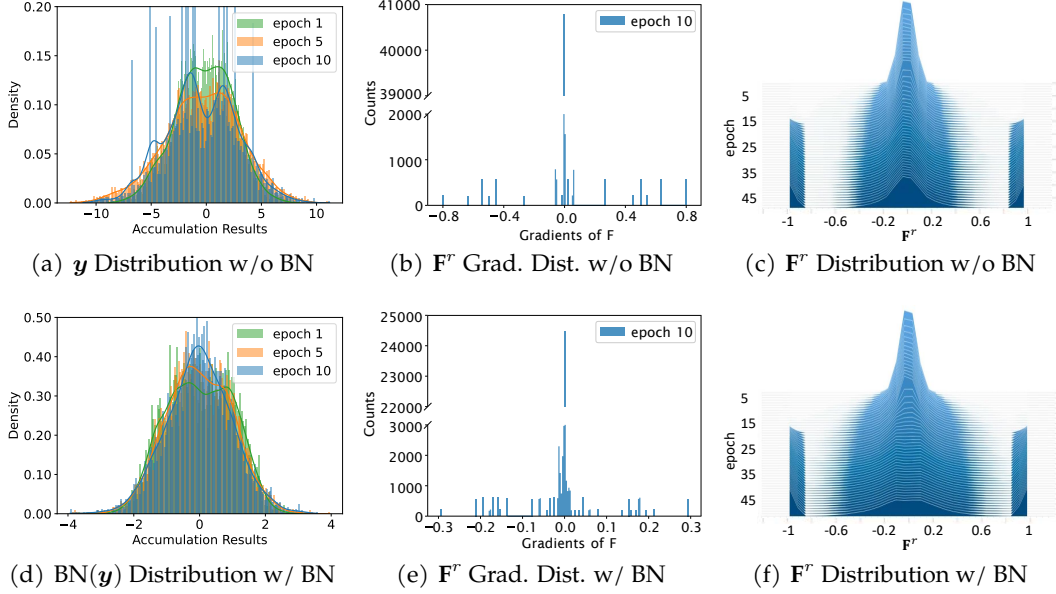 0.20
0.15
0.10
0.05
0.00
Density
epoch 1
epoch 5
epoch 10
−10
−5
0
5
10
Accumulation Results
(a) y Distribution w/o BN
41000
40000
39000
2000
1000
0
Counts
epoch 10
−0.8
−0.4
0.0
0.4
0.8
Gradients of F
(b) F^r Grad. Dist. w/o BN
5
15
25
35
45
epoch
-1
-0.6
-0.2
0.2
0.6
1
F^r
(c) F^r Distribution w/o BN
0.50
0.40
0.30
0.20
0.10
0.00
Density
epoch 1
epoch 5
epoch 10
−4
−2
0
2
4
Accumulation Results
(d) BN(y) Distribution w/ BN
25000
24000
23000
22000
3000
2000
1000
0
Counts
epoch 10
−0.3
−0.2
−0.1
0.0
0.1
0.2
0.3
Gradients of F
(e) F^r Grad. Dist. w/ BN
5
15
25
35
45
epoch
-1
-0.6
-0.2
0.2
0.6
1
F^r
(f) F^r Distribution w/ BN